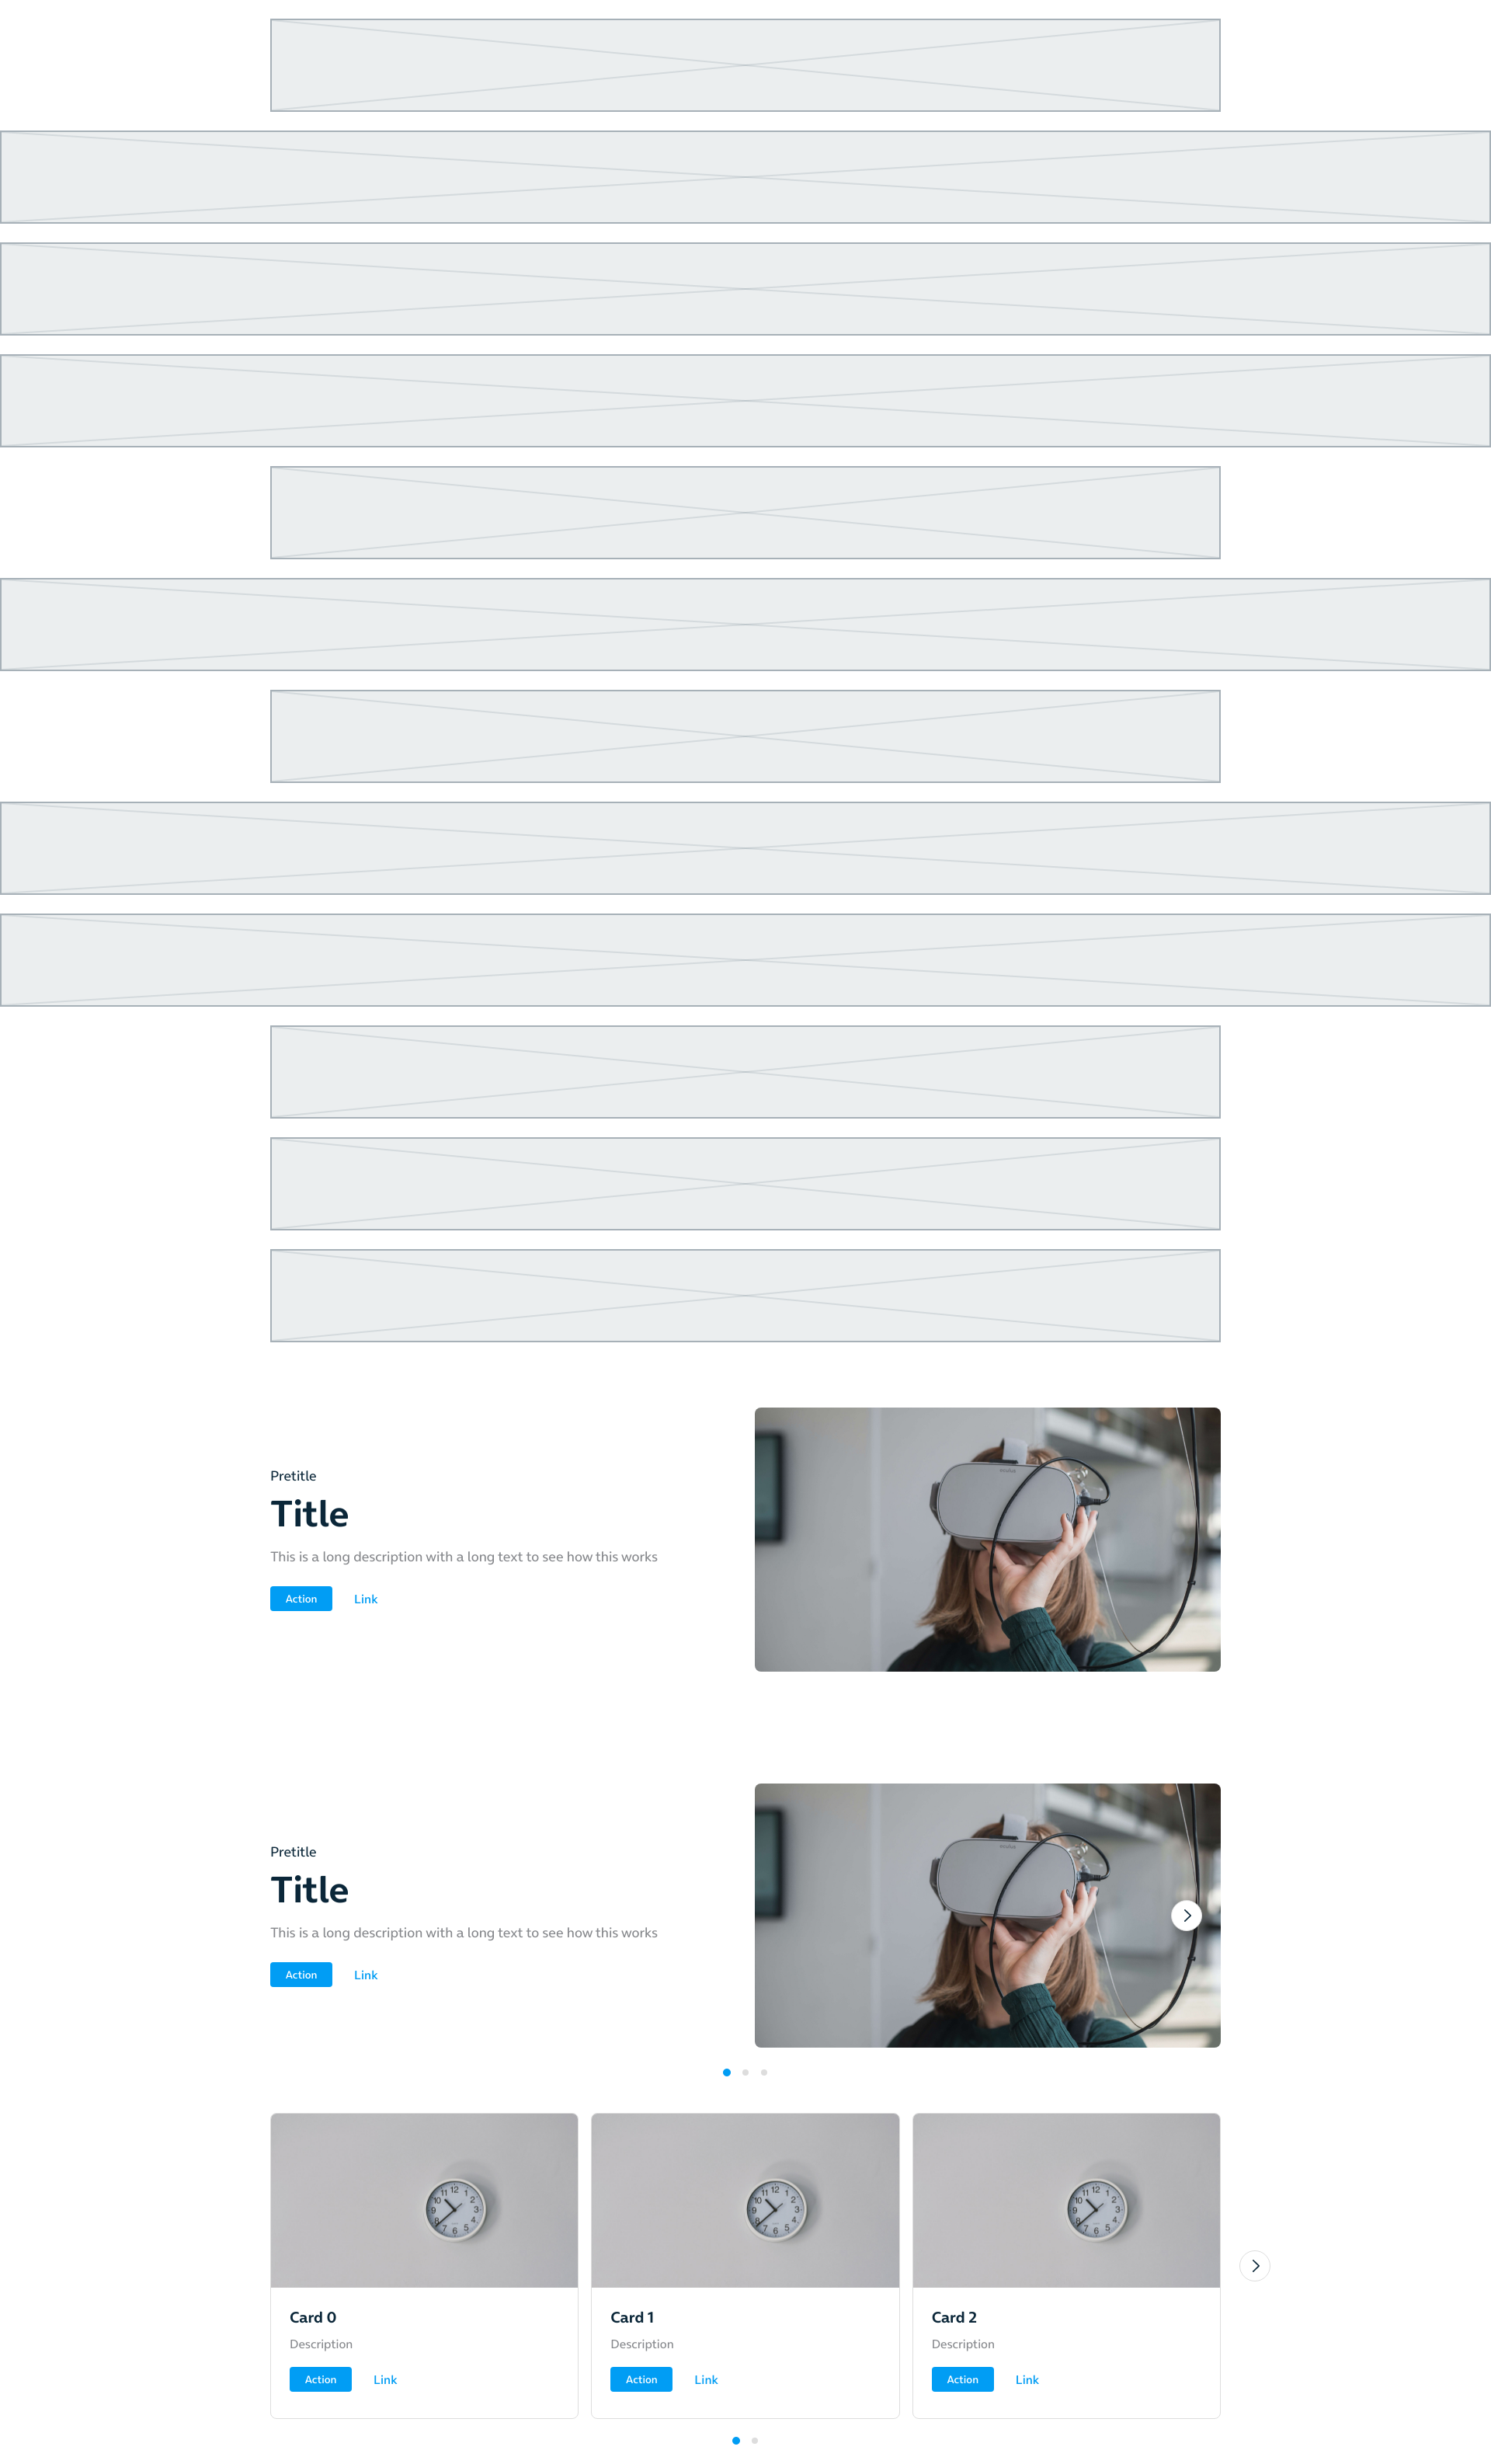 Pretitle
Title
This is a long description with a long text to see how this works
Action Link
Pretitle
Title
This is a long description with a long text to see how this works
Action Link
Card 0
Description
Action Link
Card 1
Description
Action Link
Card 2
Description
Action Link